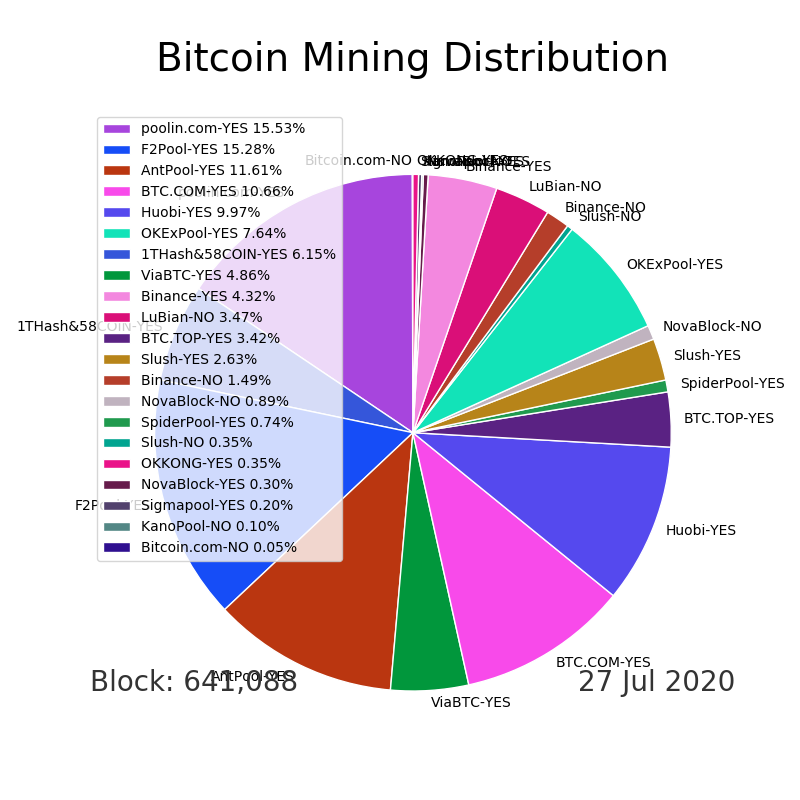 Bitcoin Mining Distribution
poolin.com-YES 15.53%
F2Pool-YES 15.28%
AntPool-YES 11.61%
BTC.COM-YES 10.66%
Huobi-YES 9.97%
OKExPool-YES 7.64%
1THash&58COIN-YES 6.15%
ViaBTC-YES 4.86%
Binance-YES 4.32%
LuBian-NO 3.47%
BTC.TOP-YES 3.42%
Slush-YES 2.63%
Binance-NO 1.49%
NovaBlock-NO 0.89%
SpiderPool-YES 0.74%
Slush-NO 0.35%
OKKONG-YES 0.35%
NovaBlock-YES 0.30%
Sigmapool-YES 0.20%
KanoPool-NO 0.10%
Bitcoin.com-NO 0.05%
Bitcoin.com-NO
OKKONG-YES
Binance-YES
LuBian-NO
Binance-NO
Slush-NO
OKExPool-YES
NovaBlock-NO
Slush-YES
SpiderPool-YES
BTC.TOP-YES
Huobi-YES
BTC.COM-YES
ViaBTC-YES
AntPool-YES
1THash&58COIN-YES
Block: 641,088
27 Jul 2020